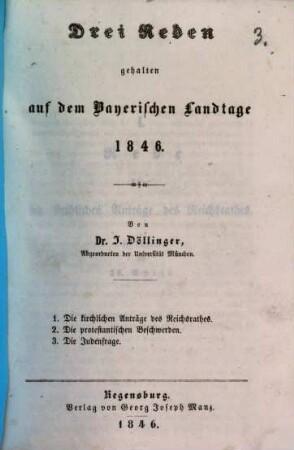 Drei Reden
3.
gehalten
auf dem Bayerischen Landtage
1846.
Von
Dr. J. Döllinger,
Abgeordneten der Universität München.
1. Die kirchlichen Anträge des Reichsrathes.
2. Die protestantischen Beschwerden.
3. Die Judenfrage.
Regensburg.
Verlag von Georg Joseph Manz.
1846.